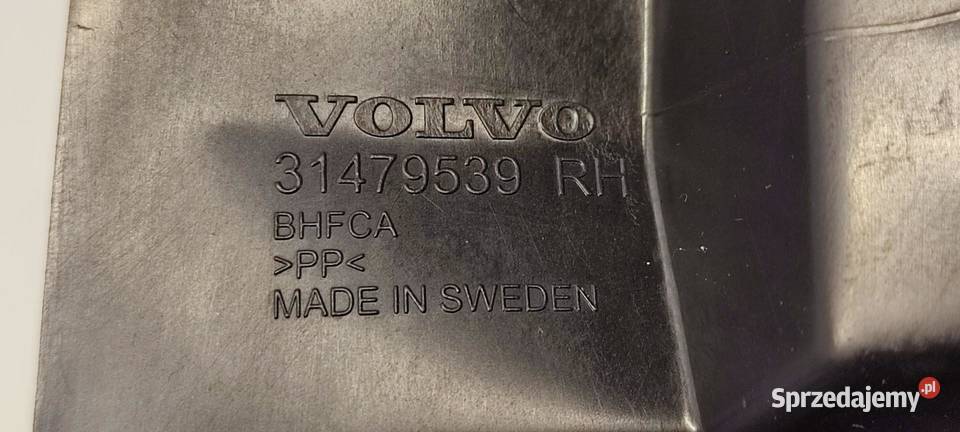 VOLVO
31479539 RH
BHFCA
>PP<
MADE IN SWEDEN
Sprzedajemy.pl